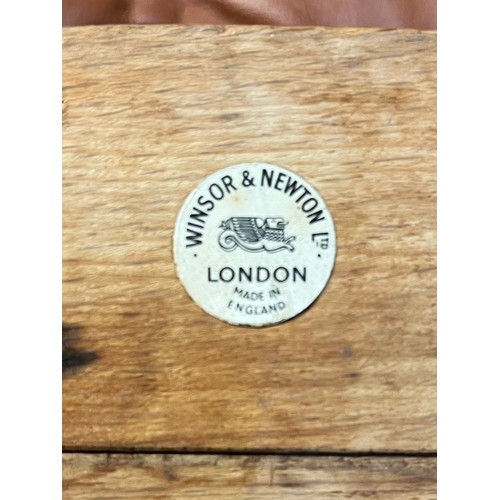 · WINSOR & NEWTON LTD ·
LONDON
MADE IN
ENGLAND